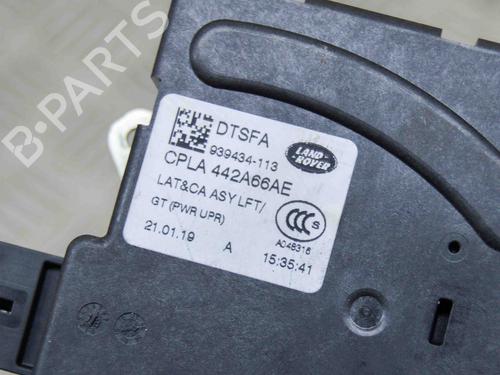 B-PARTS
DTSFA
939434-113
LAND-
ROVER
CPLA 442A66AE
LAT&CA ASY LFT/
GT (PWR UPR)
CCC S
A048316
21.01.19 A 15:35:41